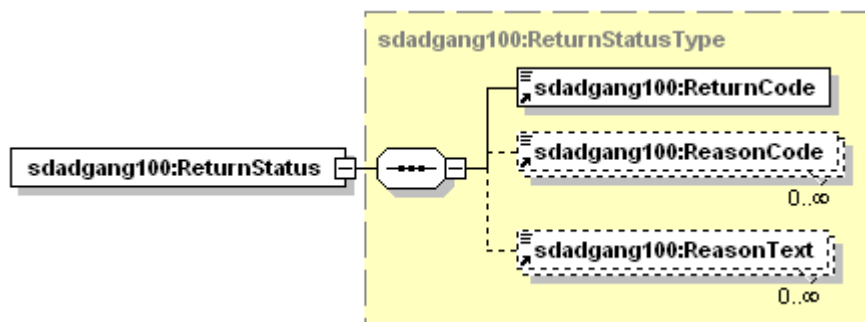 sdadgang100:ReturnStatusType
sdadgang100:ReturnCode
sdadgang100:ReturnStatus
sdadgang100:ReasonCode
0..∞
sdadgang100:ReasonText
0..∞